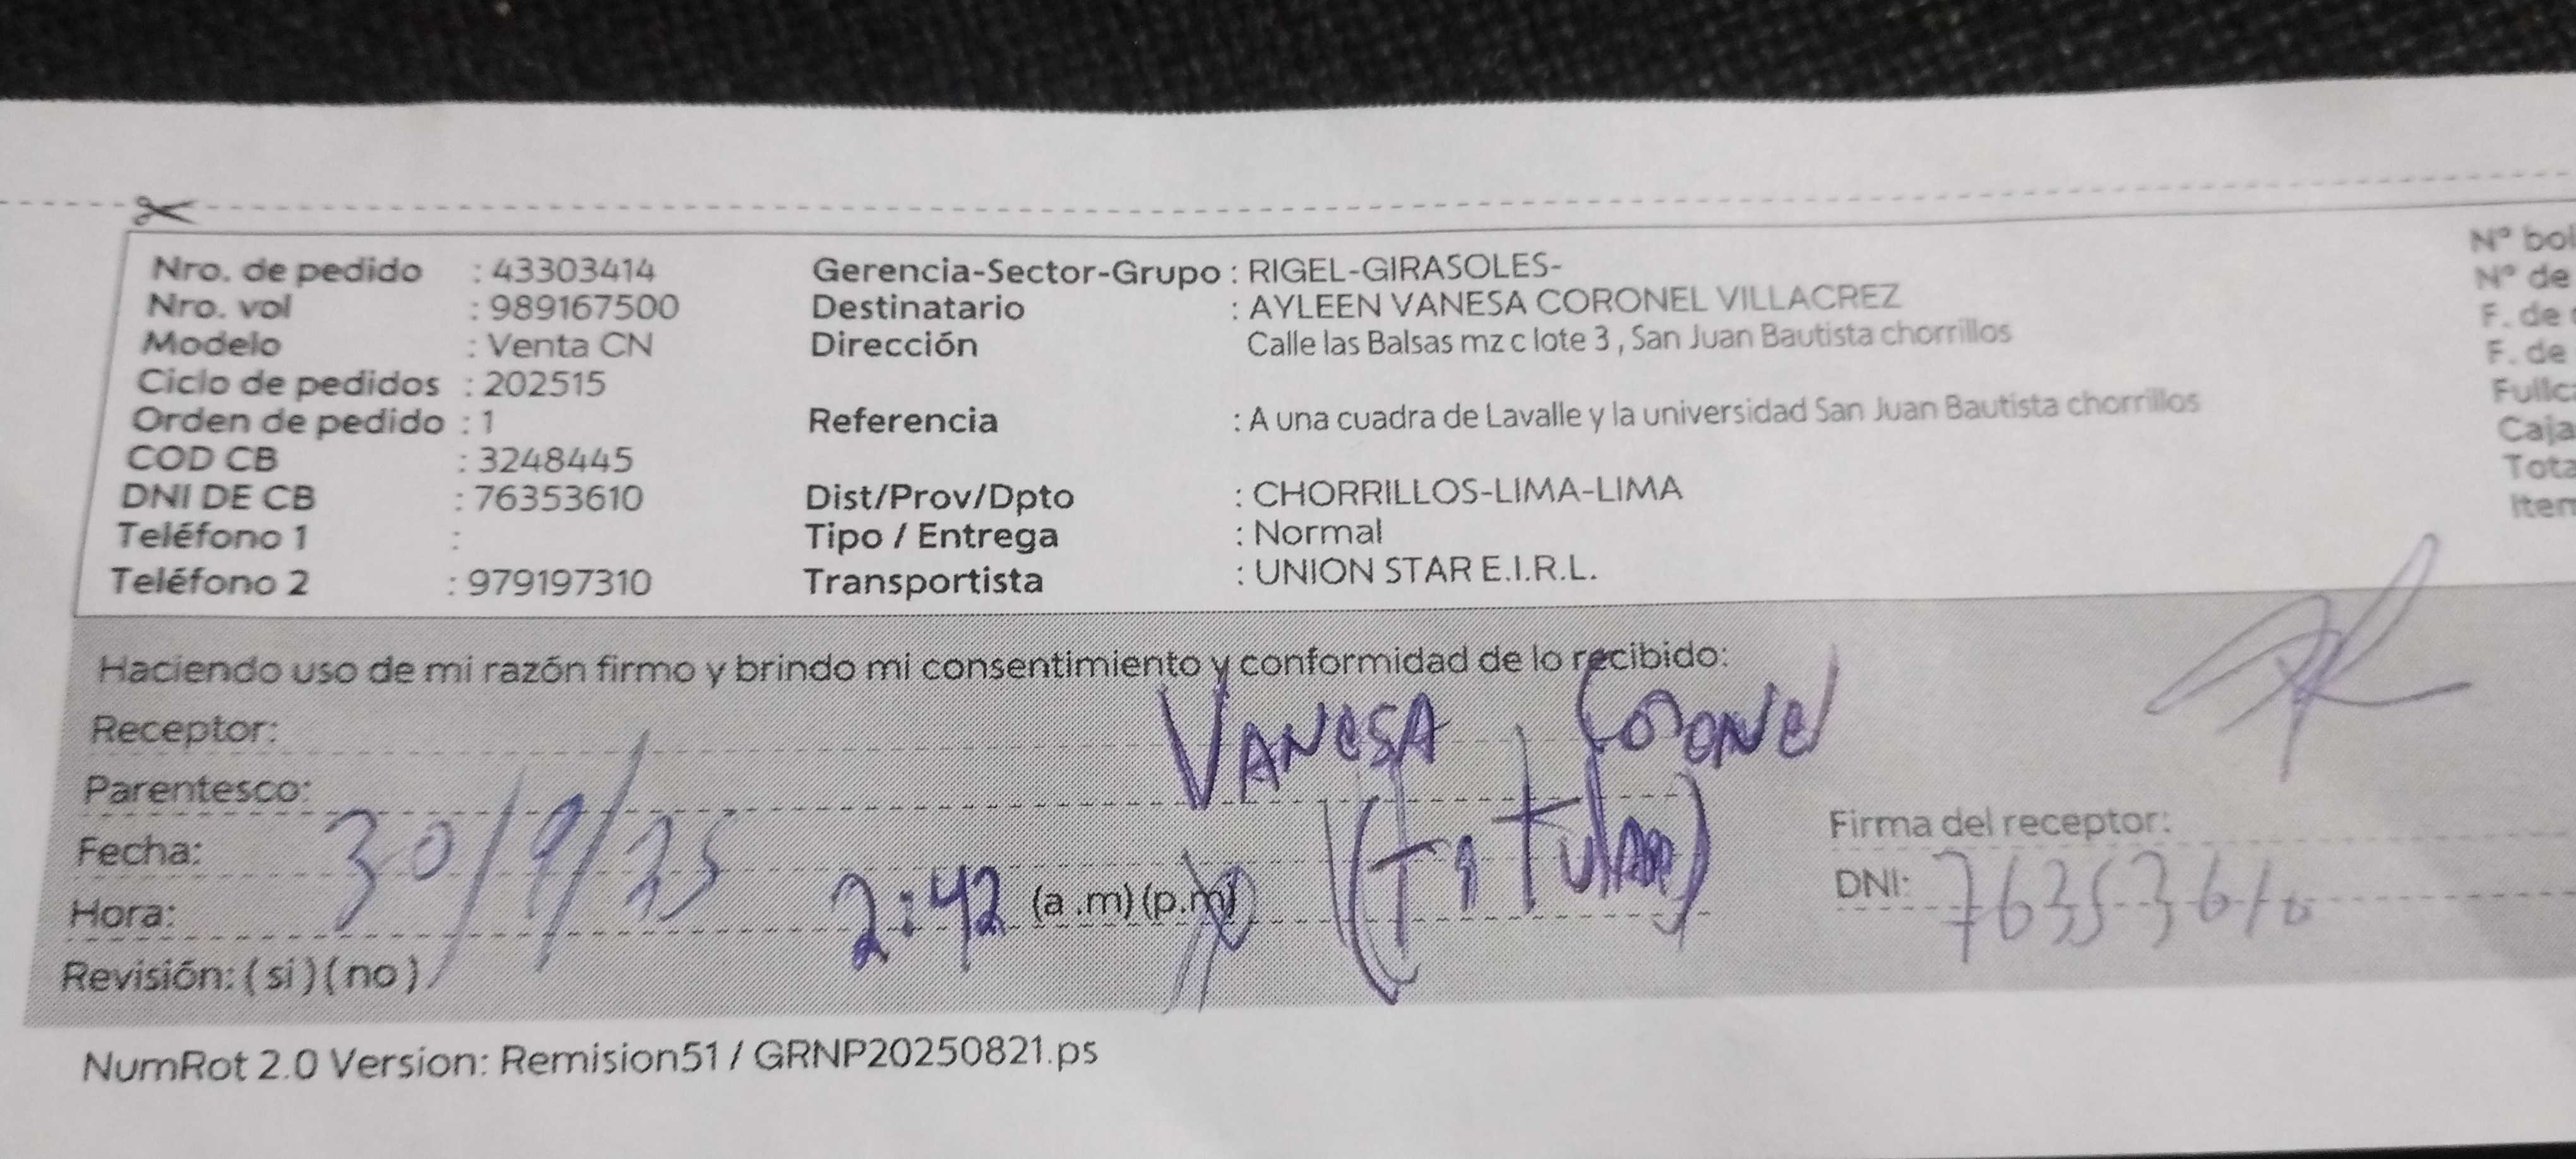 Nro. de pedido : 43303414 Gerencia-Sector-Grupo : RIGEL-GIRASOLES- N° bol
Nro. vol : 989167500 Destinatario : AYLEEN VANESA CORONEL VILLACREZ N° de
Modelo : Venta CN Dirección Calle las Balsas mz c lote 3 , San Juan Bautista chorrillos F. de
Ciclo de pedidos : 202515 F. de
Orden de pedido : 1 Referencia : A una cuadra de Lavalle y la universidad San Juan Bautista chorrillos Fullc
COD CB : 3248445 Caja
DNI DE CB : 76353610 Dist/Prov/Dpto : CHORRILLOS-LIMA-LIMA Tota
Teléfono 1 : Tipo / Entrega : Normal Item
Teléfono 2 : 979197310 Transportista : UNION STAR E.I.R.L.
Haciendo uso de mi razón firmo y brindo mi consentimiento y conformidad de lo recibido:
Receptor: VANESA CORONEL
Parentesco: (Titular)
Fecha: 30/9/25 Firma del receptor:
Hora: 2:42 (a .m) (p.m) DNI: 76353610
Revisión: ( si ) ( no )
NumRot 2.0 Version: Remision51 / GRNP20250821.ps